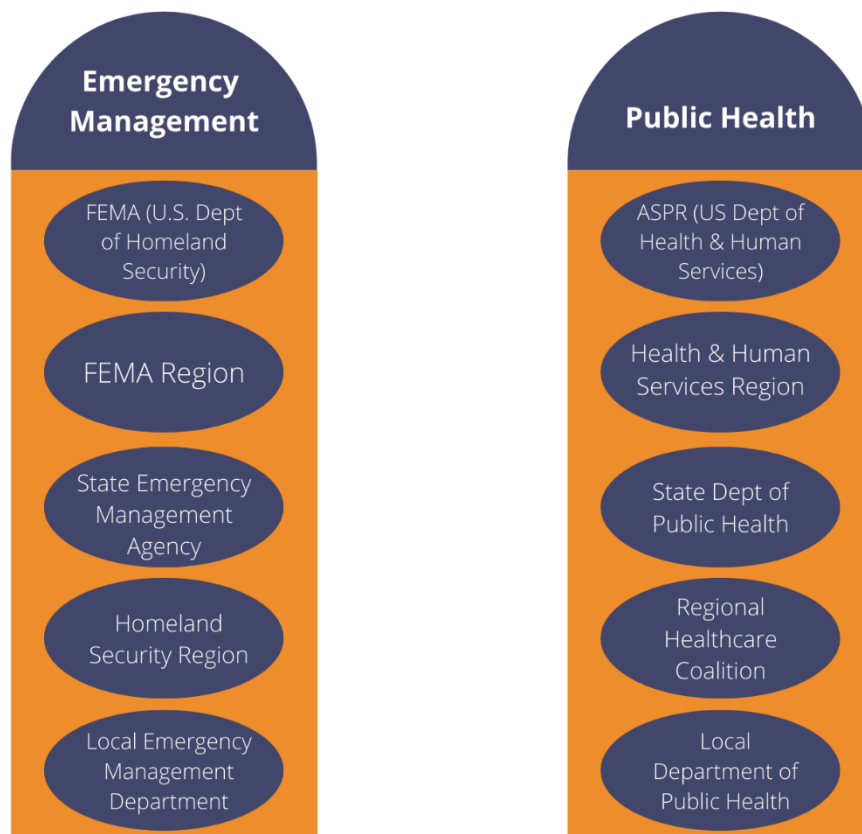 Emergency
Management
FEMA (U.S. Dept
of Homeland
Security)
FEMA Region
State Emergency
Management
Agency
Homeland
Security Region
Local Emergency
Management
Department
Public Health
ASPR (US Dept of
Health & Human
Services)
Health & Human
Services Region
State Dept of
Public Health
Regional
Healthcare
Coalition
Local
Department of
Public Health